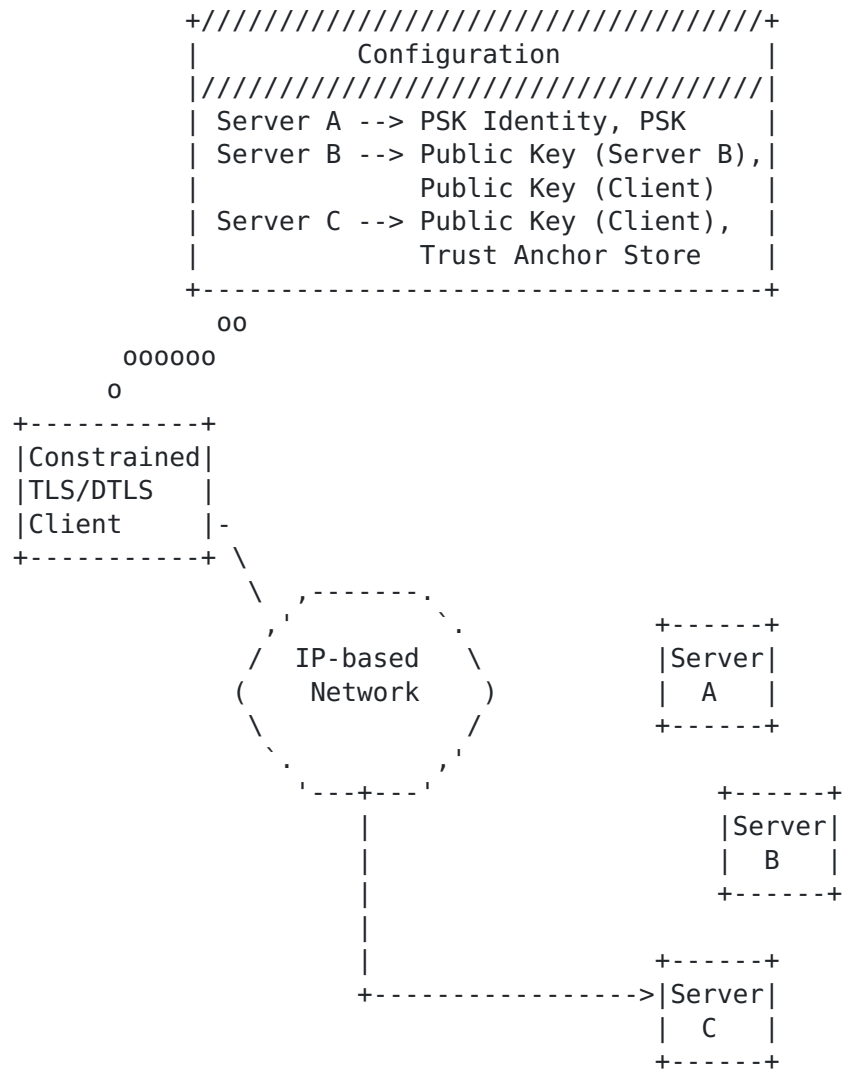 Configuration
Server A --> PSK Identity, PSK
Server B --> Public Key (Server B),
Public Key (Client)
Server C --> Public Key (Client),
Trust Anchor Store
Constrained
TLS/DTLS
Client
IP-based
Network
Server
A
Server
B
Server
C